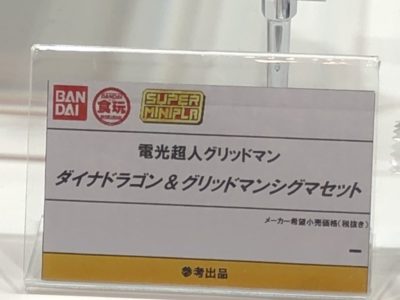 BANDAI
BANDAI
食玩
SUPER MINIPLA
電光超人グリッドマン
ダイナドラゴン＆グリッドマンシグマセット
メーカー希望小売価格(税抜き)
ー
参考出品